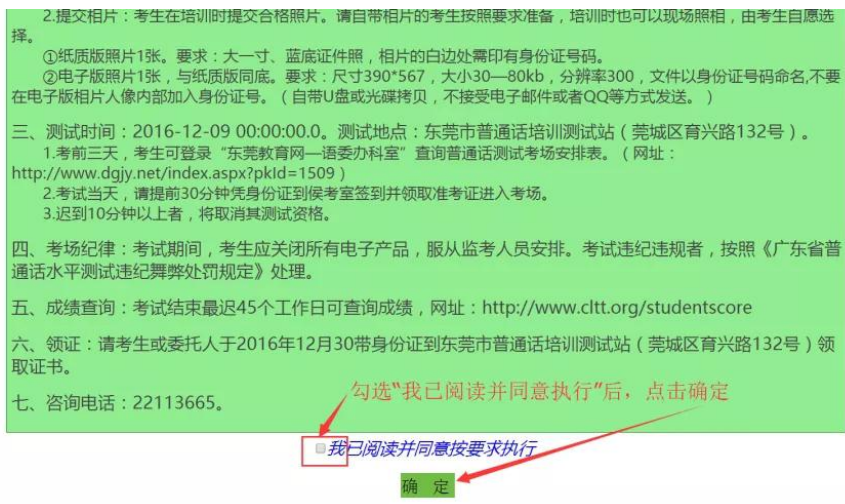 2.提交相片：考生在培训时提交合格照片。请自带相片的考生按照要求准备，培训时也可以现场照相，由考生自愿选
择。
①纸质版照片1张。要求：大一寸、蓝底证件照，相片的白边处需印有身份证号码。
②电子版照片1张，与纸质版同底。要求：尺寸390*567，大小30—80kb，分辨率300，文件以身份证号码命名,不要
在电子版相片人像内部加入身份证号。（自带U盘或光碟拷贝，不接受电子邮件或者QQ等方式发送。）
三、测试时间：2016-12-09 00:00:00.0。测试地点：东莞市普通话培训测试站（莞城区育兴路132号）。
1.考前三天，考生可登录“东莞教育网—语委办科室”查询普通话测试考场安排表。（网址：
http://www.dgjy.net/index.aspx?pkId=1509）
2.考试当天，请提前30分钟凭身份证到侯考室签到并领取准考证进入考场。
3.迟到10分钟以上者，将取消其测试资格。
四、考场纪律：考试期间，考生应关闭所有电子产品，服从监考人员安排。考试违纪违规者，按照《广东省普
通话水平测试违纪舞弊处罚规定》处理。
五、成绩查询：考试结束最迟45个工作日可查询成绩，网址：http://www.cltt.org/studentscore
六、领证：请考生或委托人于2016年12月30带身份证到东莞市普通话培训测试站（莞城区育兴路132号）领
取证书。
七、咨询电话：22113665。
勾选"我已阅读并同意执行"后，点击确定
我已阅读并同意按要求执行
确 定